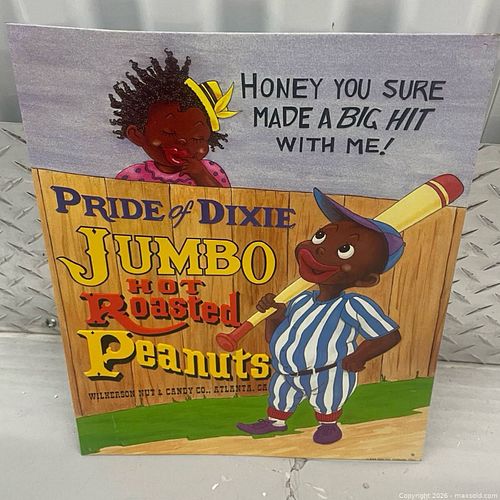 HONEY YOU SURE
MADE A BIG HIT
WITH ME!
PRIDE of DIXIE
JUMBO
HOT
Roasted
Peanuts
WILKERSON NUT & CANDY CO., ATLANTA, GA
Copyright 2026 - maxsold.com